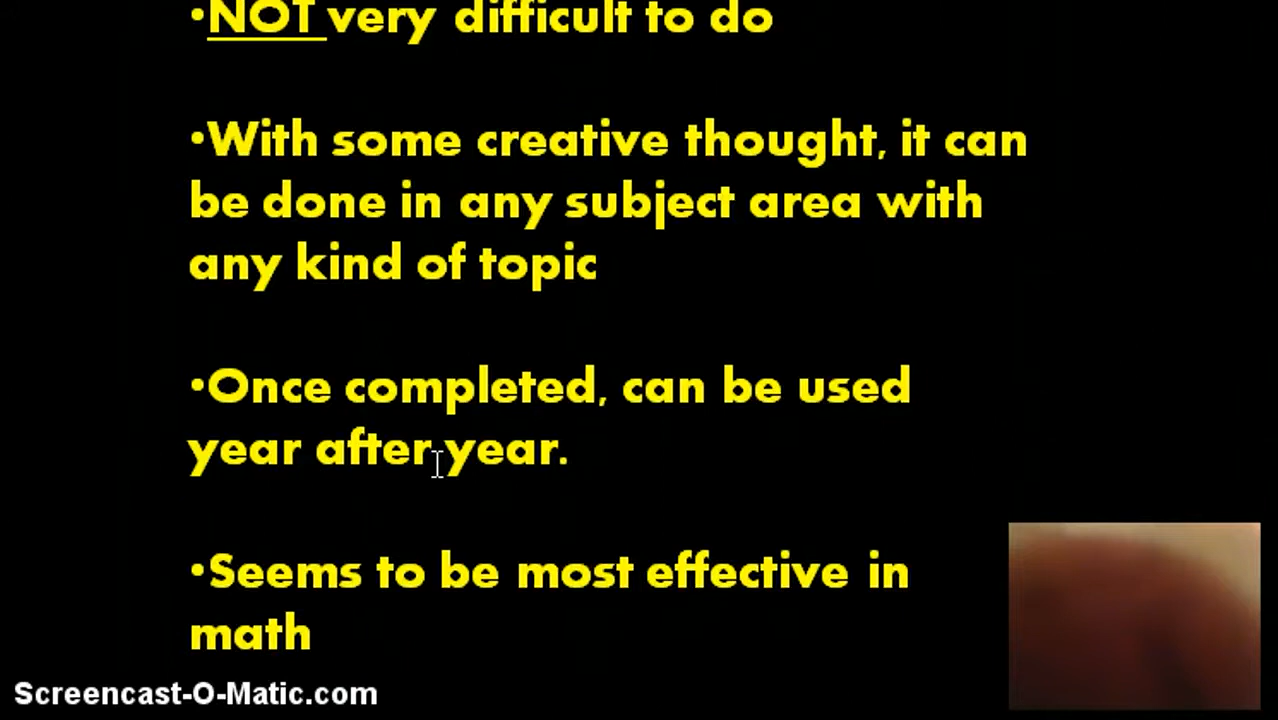 •NOT very difficult to do
•With some creative thought, it can
be done in any subject area with
any kind of topic
•Once completed, can be used
year after year.
•Seems to be most effective in
math
Screencast-O-Matic.com